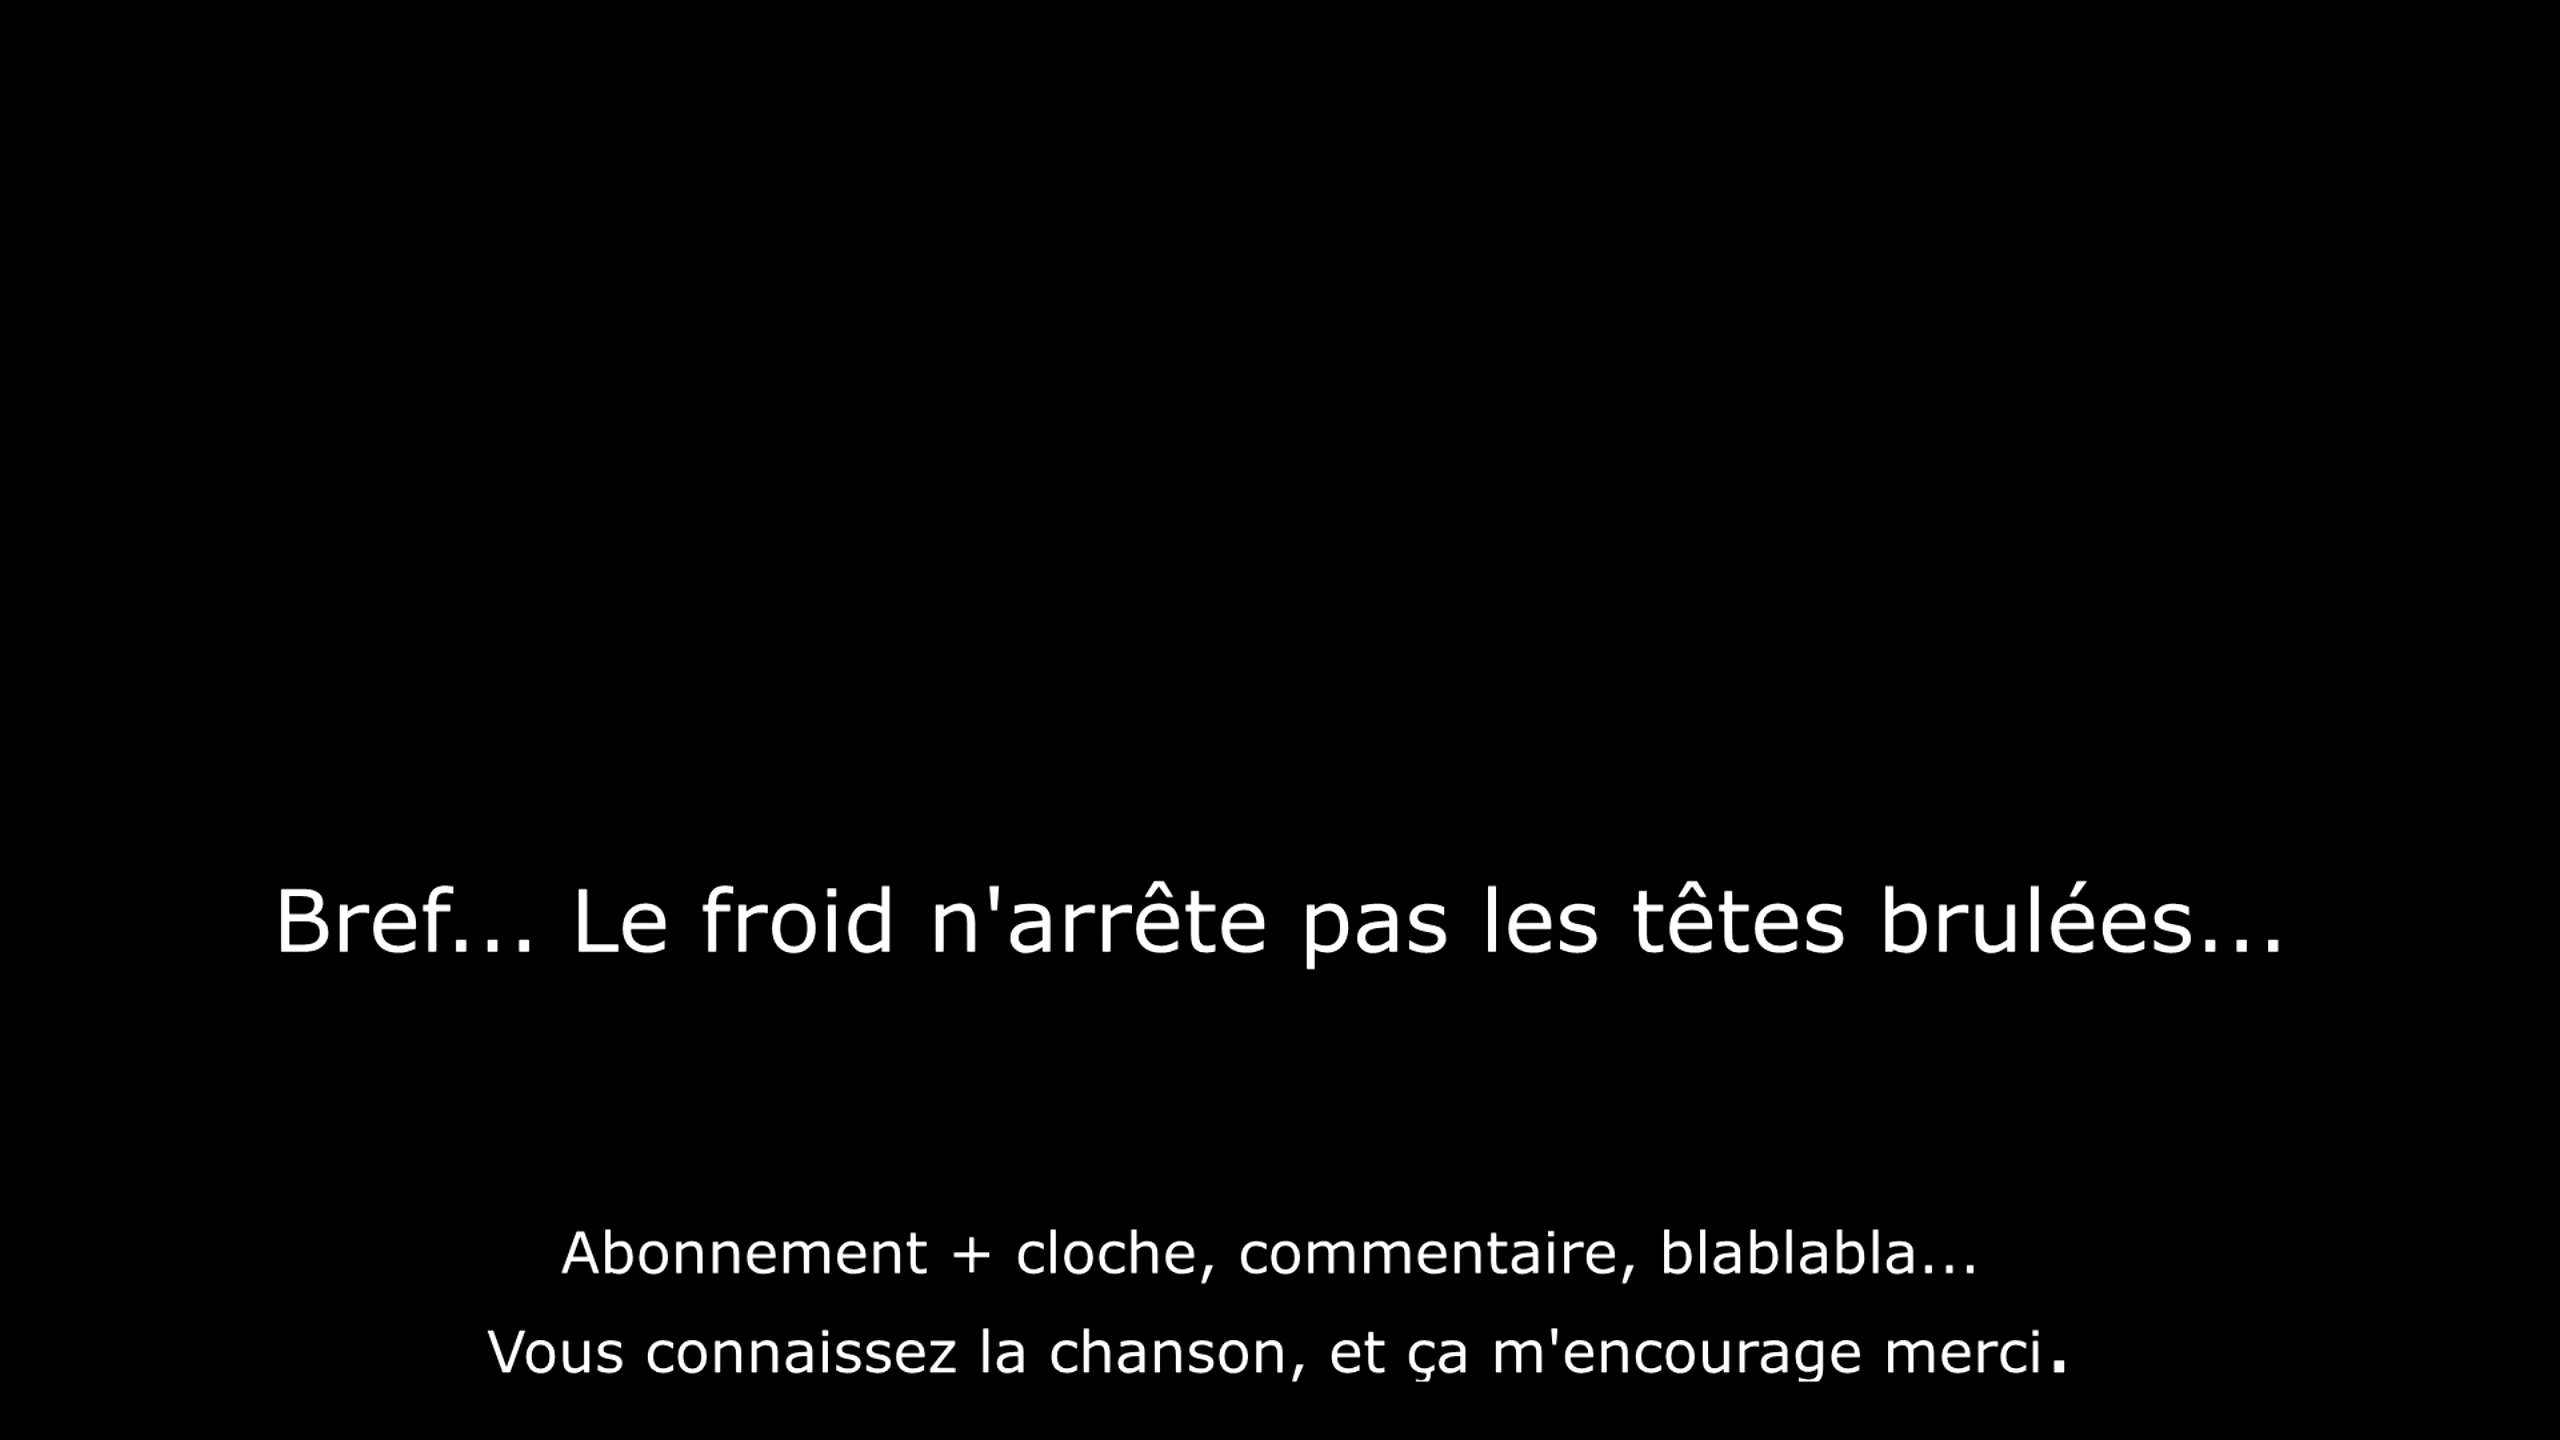 Bref... Le froid n'arrête pas les têtes brulées...
Abonnement + cloche, commentaire, blablabla...
Vous connaissez la chanson, et ça m'encourage merci.